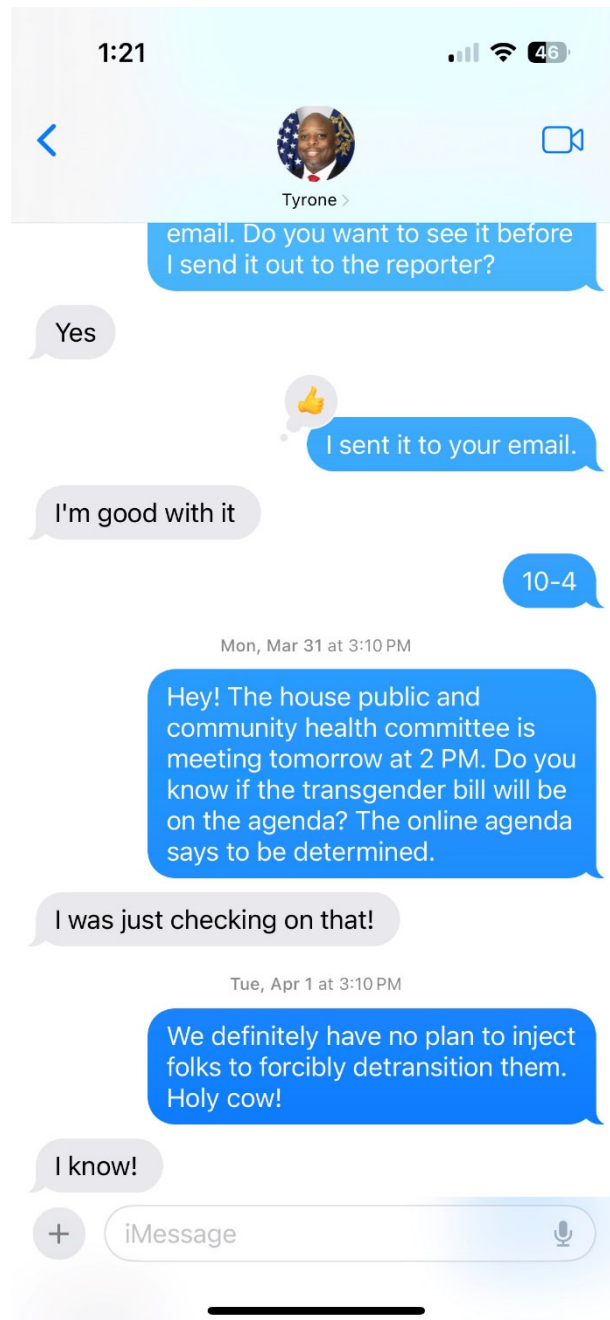 1:21
46
Tyrone >
email. Do you want to see it before
I send it out to the reporter?
Yes
I sent it to your email.
I'm good with it
10-4
Mon, Mar 31 at 3:10 PM
Hey! The house public and
community health committee is
meeting tomorrow at 2 PM. Do you
know if the transgender bill will be
on the agenda? The online agenda
says to be determined.
I was just checking on that!
Tue, Apr 1 at 3:10 PM
We definitely have no plan to inject
folks to forcibly detransition them.
Holy cow!
I know!
iMessage